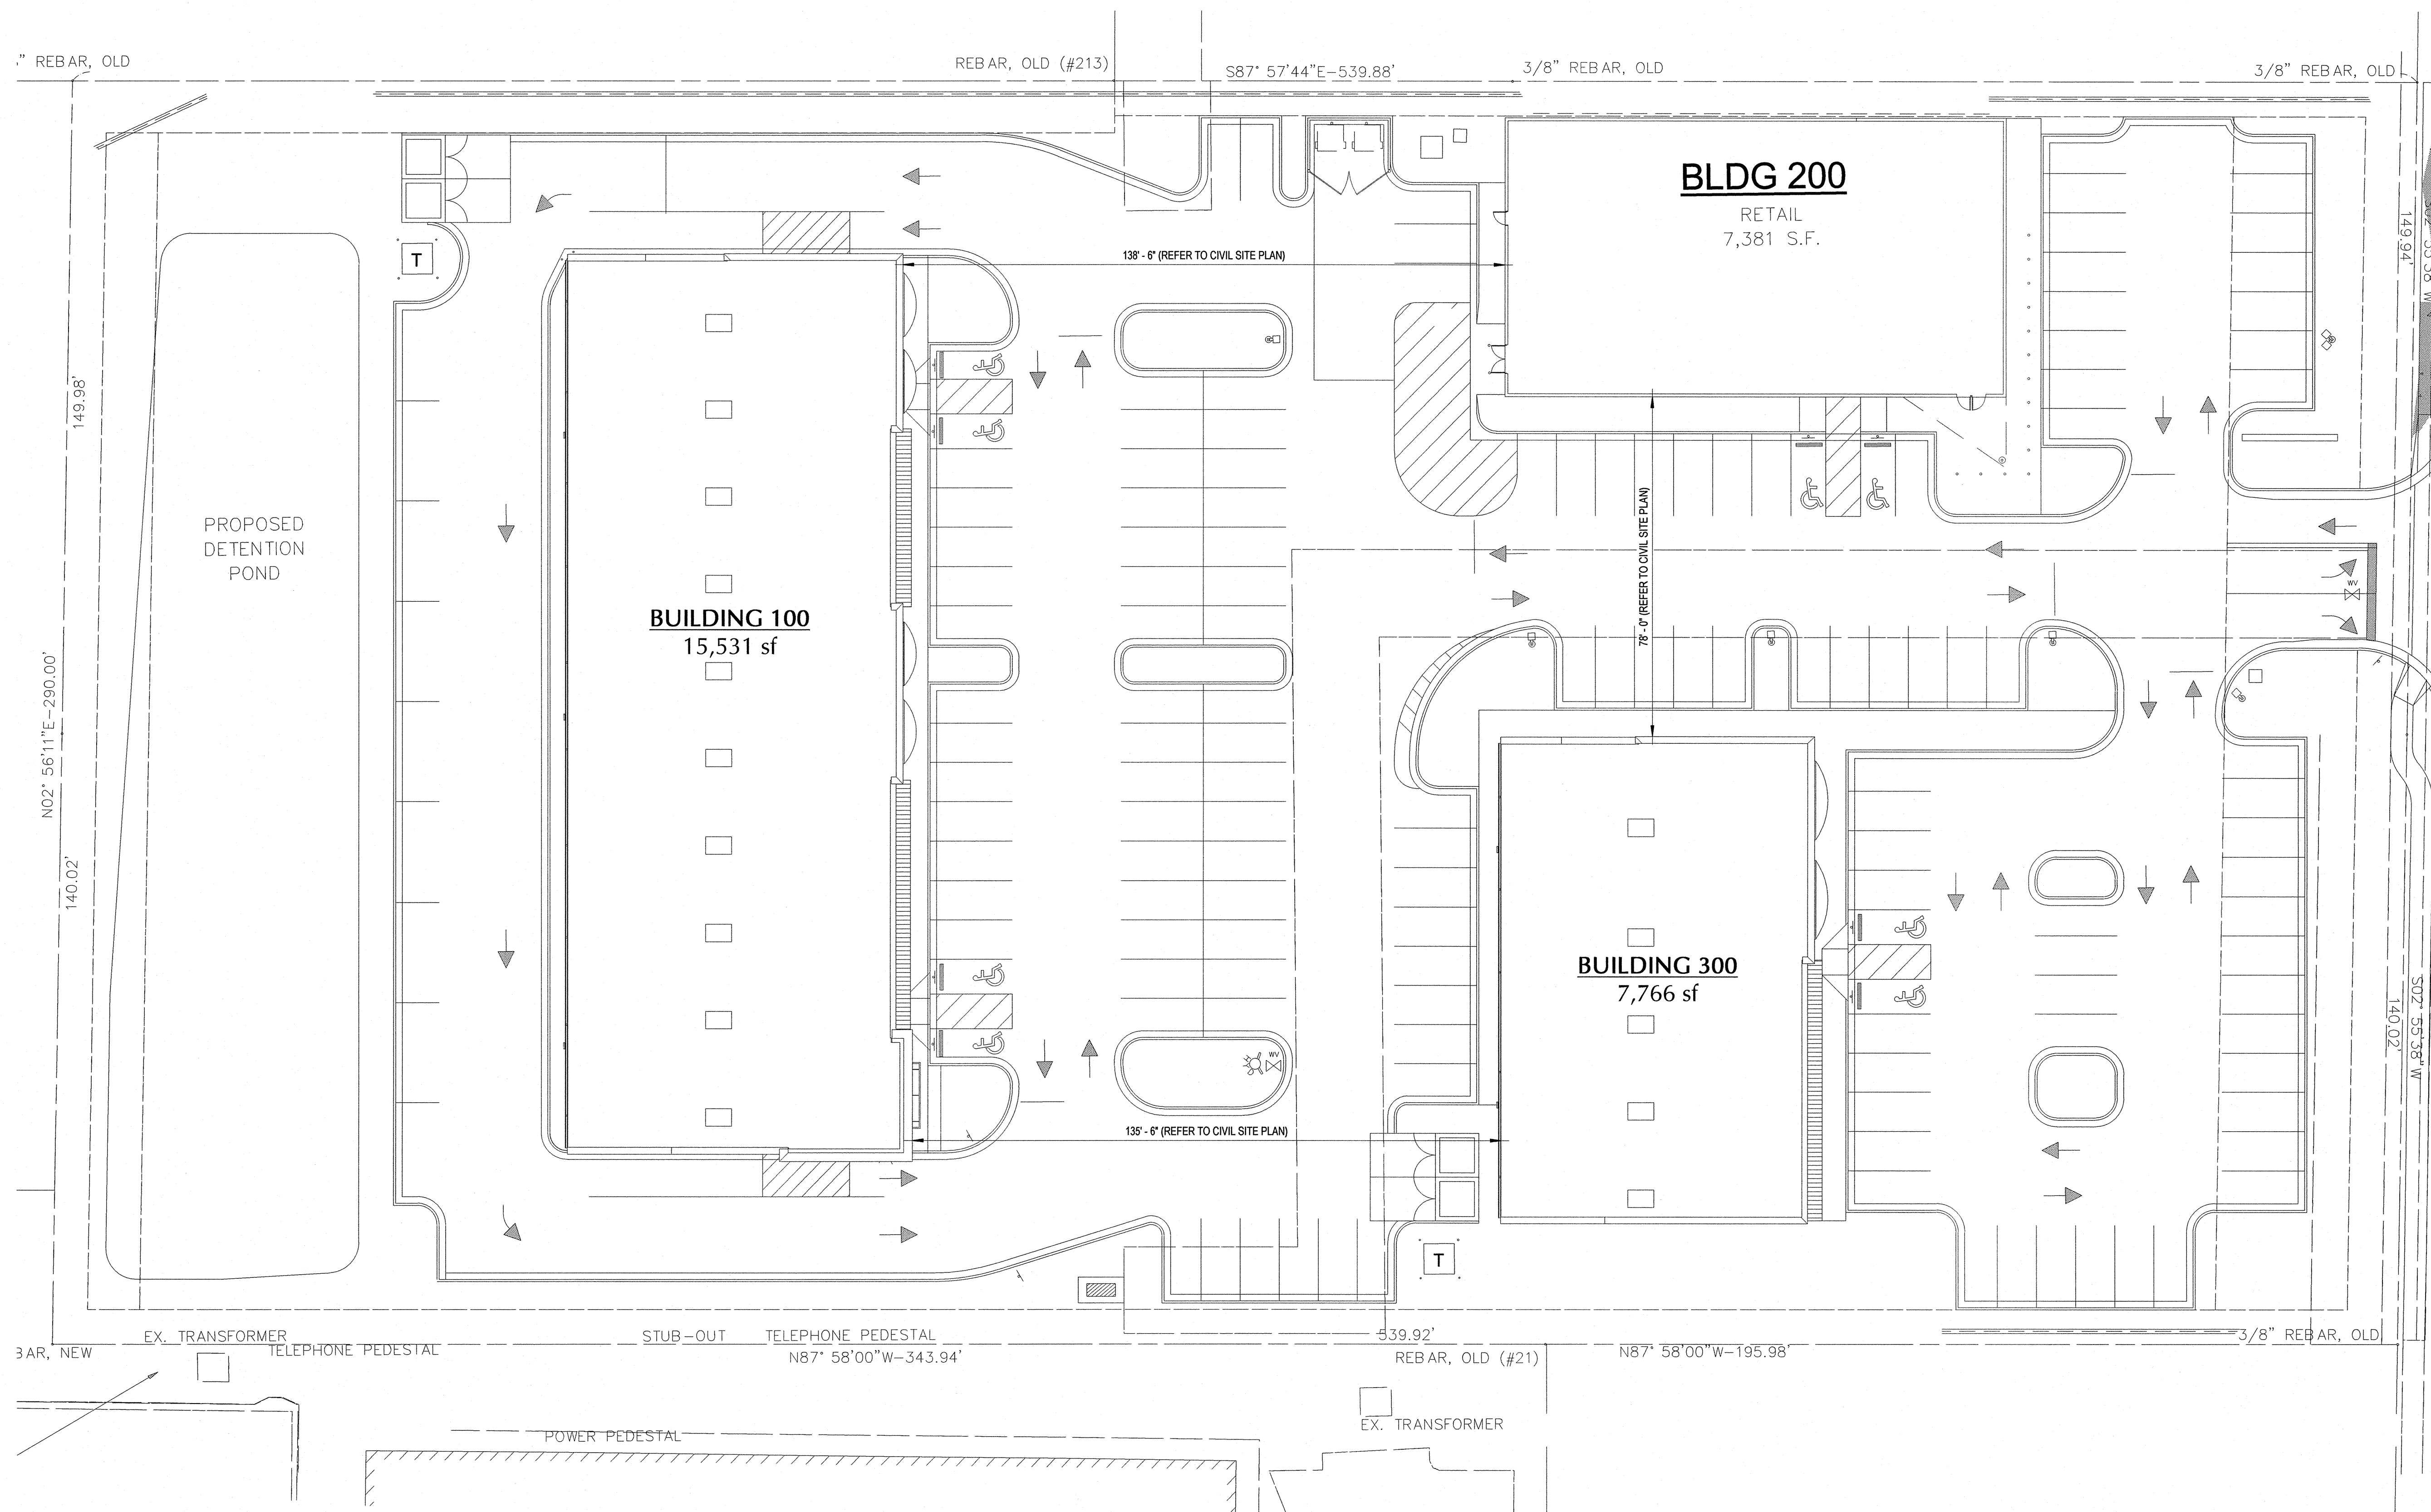 " REBAR, OLD
REBAR, OLD (#213)
S87° 57'44"E-539.88'
3/8" REBAR, OLD
3/8" REBAR, OLD
BLDG 200
RETAIL
7,381 S.F.
149.94'
T
138' - 6" (REFER TO CIVIL SITE PLAN)
149.98'
PROPOSED
DETENTION
POND
78' - 0" (REFER TO CIVIL SITE PLAN)
WV
BUILDING 100
15,531 sf
N02° 56'11"E-290.00'
140.02'
BUILDING 300
7,766 sf
S02° 55'38" W
140.02'
WV
135' - 6" (REFER TO CIVIL SITE PLAN)
T
EX. TRANSFORMER
STUB-OUT
TELEPHONE PEDESTAL
539.92'
3/8" REBAR, OLD
BAR, NEW
TELEPHONE PEDESTAL
N87° 58'00"W-343.94'
REBAR, OLD (#21)
N87° 58'00"W-195.98'
EX. TRANSFORMER
POWER PEDESTAL